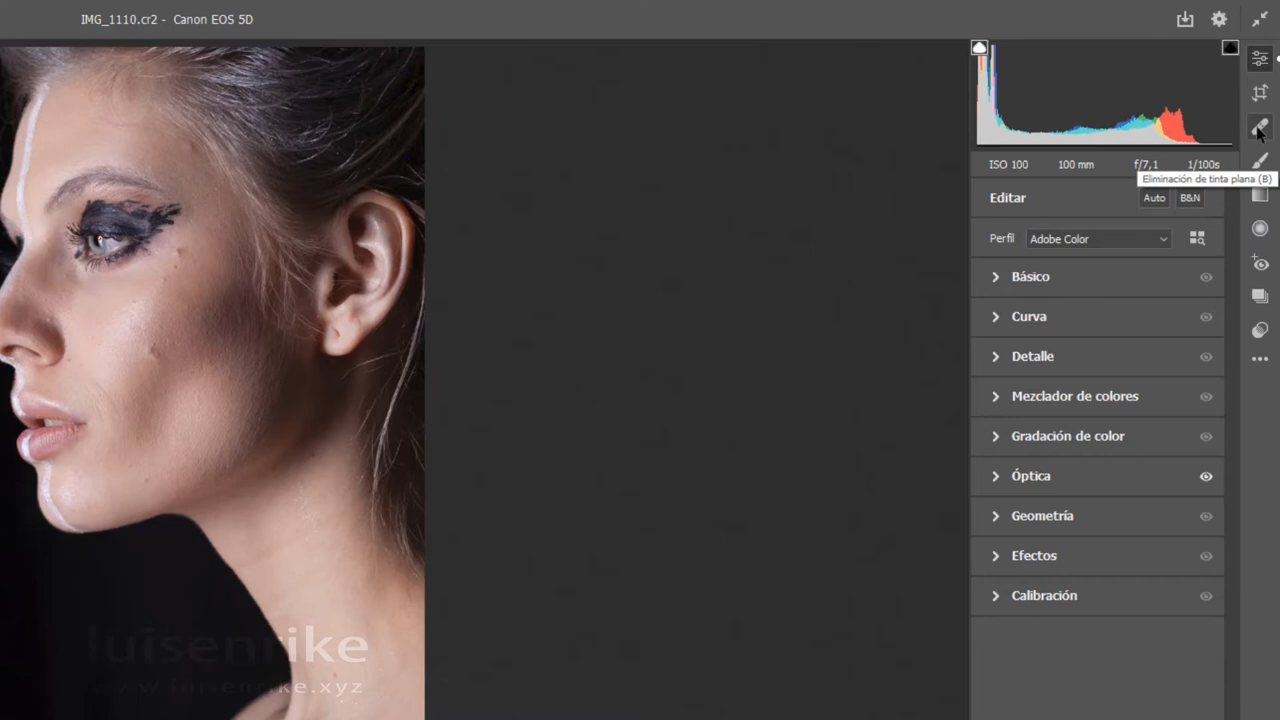 IMG_1110.cr2 - Canon EOS 5D
ISO 100 100 mm f/7,1 1/100s
Eliminación de tinta plana (B)
Editar Auto B&N
Perfil Adobe Color
Básico
Curva
Detalle
Mezclador de colores
Gradación de color
Óptica
Geometría
Efectos
Calibración
luisenrike
www.luisenrike.xyz